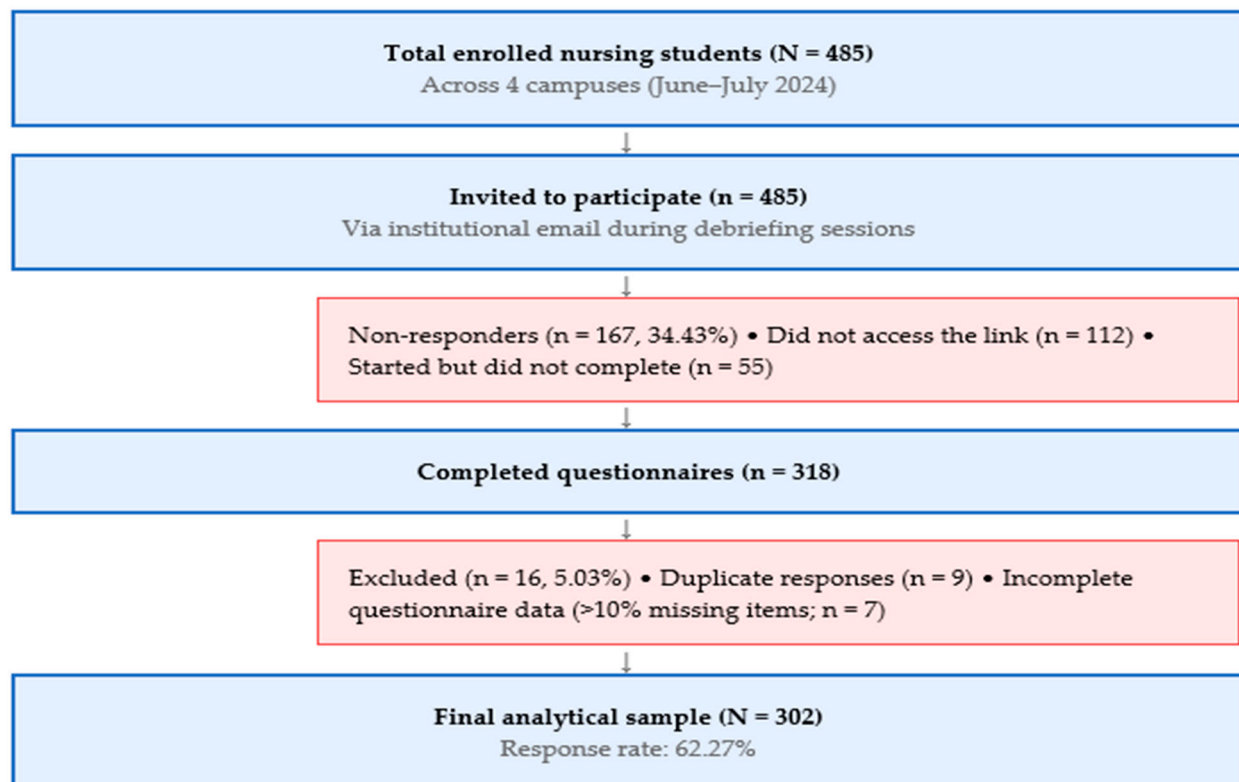 Total enrolled nursing students (N = 485)
Across 4 campuses (June–July 2024)
↓
Invited to participate (n = 485)
Via institutional email during debriefing sessions
↓
Non-responders (n = 167, 34.43%) • Did not access the link (n = 112) •
Started but did not complete (n = 55)
↓
Completed questionnaires (n = 318)
↓
Excluded (n = 16, 5.03%) • Duplicate responses (n = 9) • Incomplete
questionnaire data (>10% missing items; n = 7)
↓
Final analytical sample (N = 302)
Response rate: 62.27%